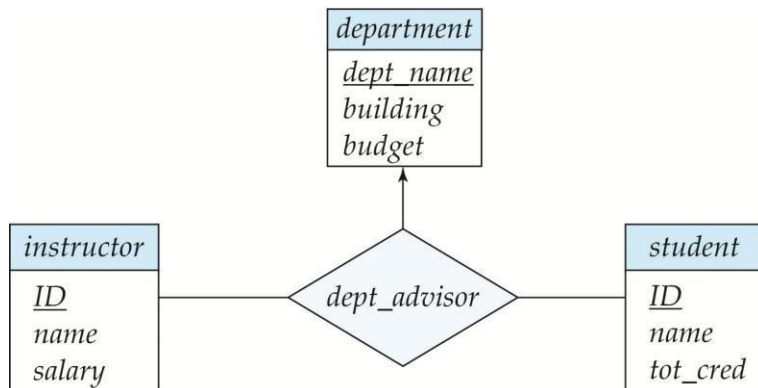 department
dept_name
building
budget
instructor
ID
name
salary
dept_advisor
student
ID
name
tot_cred